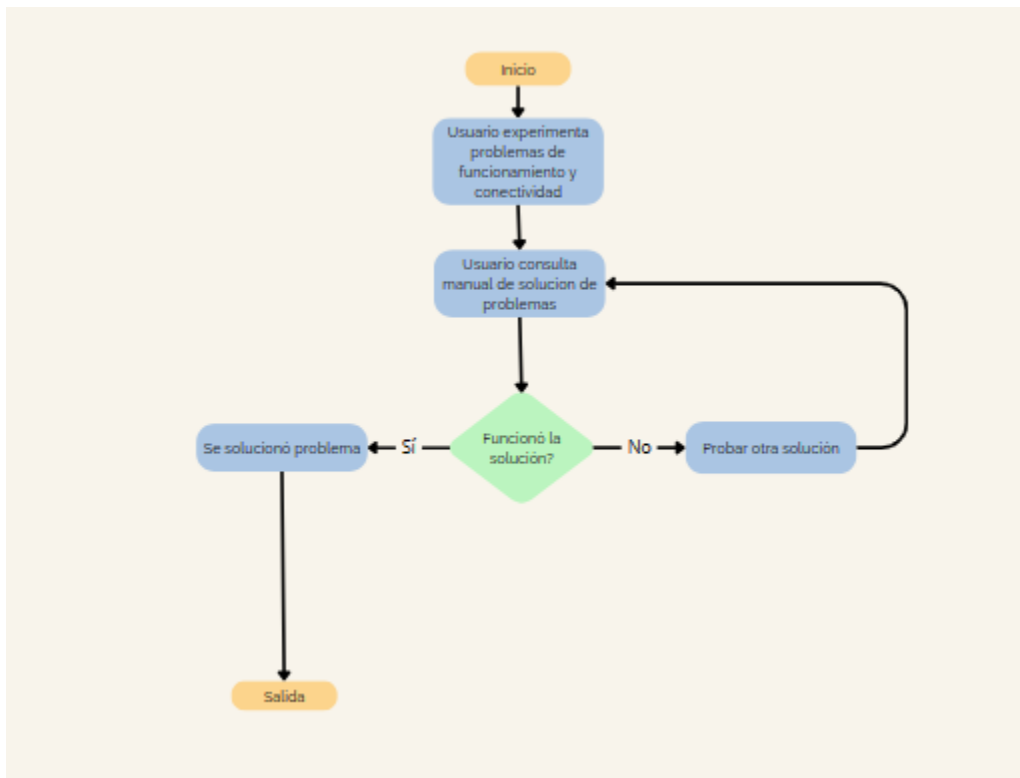 Inicio
Usuario experimenta
problemas de
funcionamiento y
conectividad
Usuario consulta
manual de solucion de
problemas
Funcionó la
solución?
Sí
No
Se solucionó problema
Probar otra solución
Salida